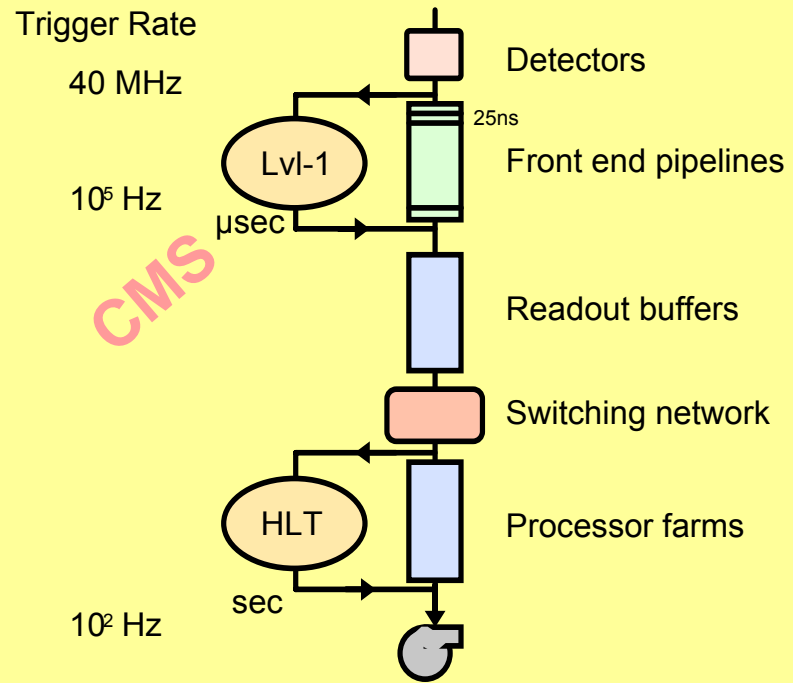 Trigger Rate
Detectors
40 MHz
25ns
Lvl-1
Front end pipelines
10⁵ Hz
µsec
CMS
Readout buffers
Switching network
HLT
Processor farms
sec
10² Hz